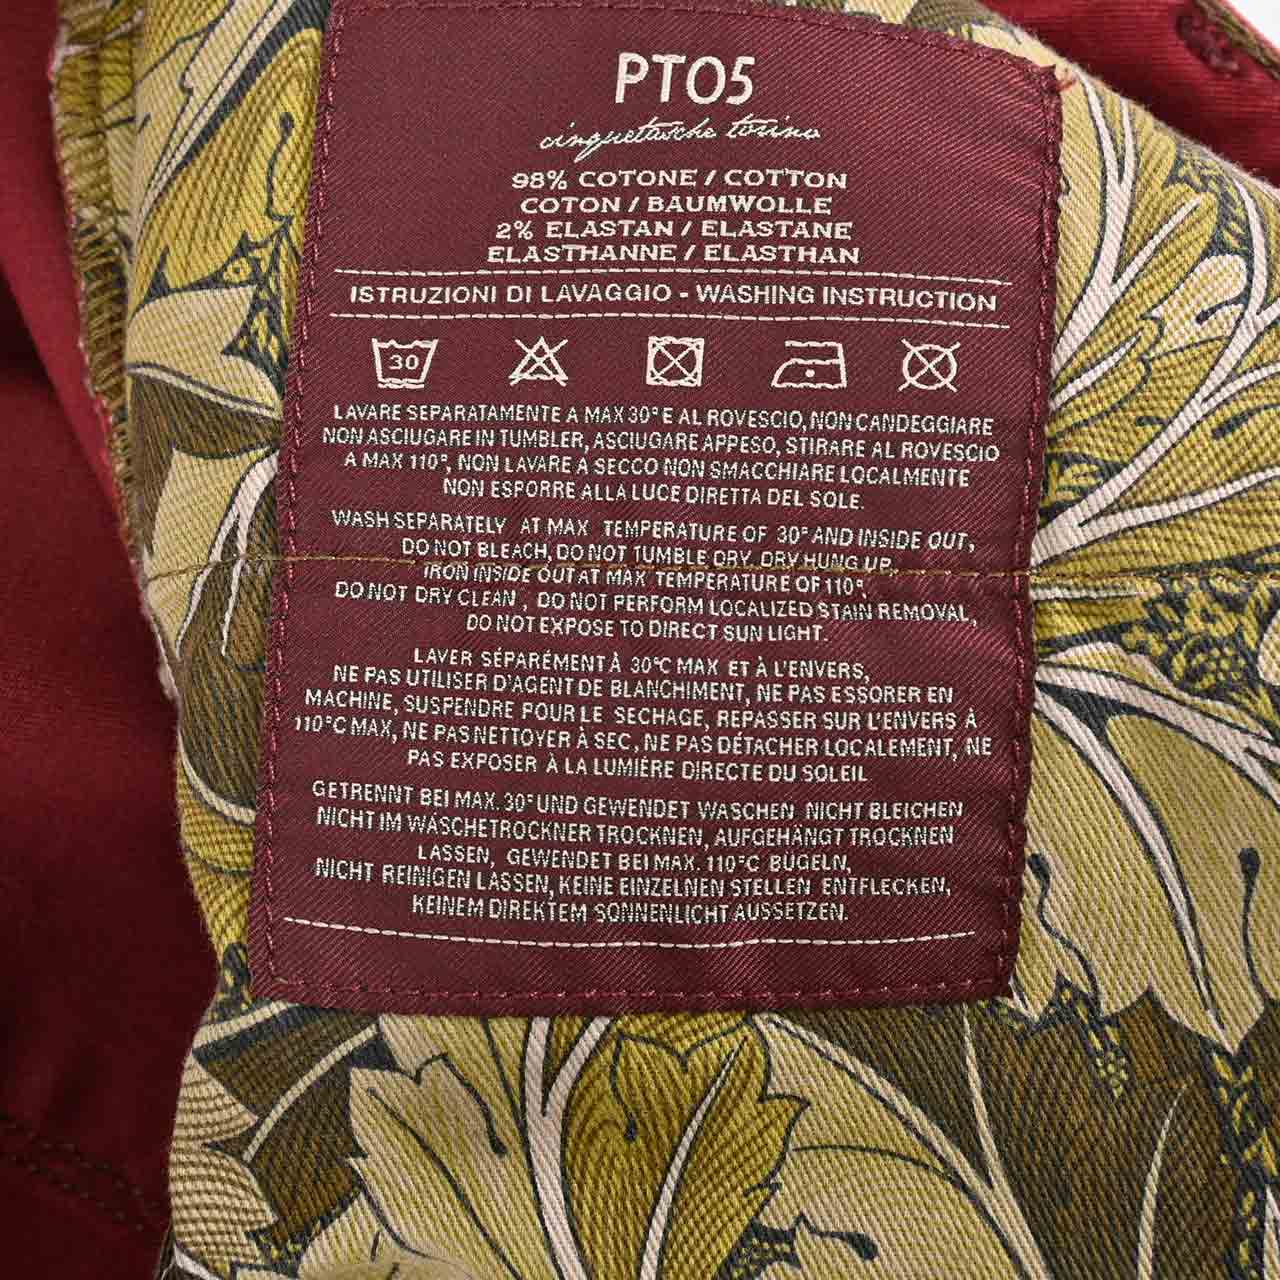 PT05
cinquetasche torino
98% COTONE / COTTON
COTON / BAUMWOLLE
2% ELASTAN / ELASTANE
ELASTHANNE / ELASTHAN
ISTRUZIONI DI LAVAGGIO - WASHING INSTRUCTION
30
LAVARE SEPARATAMENTE A MAX 30° E AL ROVESCIO, NON CANDEGGIARE
NON ASCIUGARE IN TUMBLER, ASCIUGARE APPESO, STIRARE AL ROVESCIO
A MAX 110°, NON LAVARE A SECCO NON SMACCHIARE LOCALMENTE
NON ESPORRE ALLA LUCE DIRETTA DEL SOLE.
WASH SEPARATELY AT MAX TEMPERATURE OF 30° AND INSIDE OUT,
DO NOT BLEACH, DO NOT TUMBLE DRY, DRY HUNG UP,
IRON INSIDE OUT AT MAX TEMPERATURE OF 110°,
DO NOT DRY CLEAN , DO NOT PERFORM LOCALIZED STAIN REMOVAL,
DO NOT EXPOSE TO DIRECT SUN LIGHT.
LAVER SÉPARÉMENT À 30°C MAX ET À L'ENVERS,
NE PAS UTILISER D'AGENT DE BLANCHIMENT, NE PAS ESSORER EN
MACHINE, SUSPENDRE POUR LE SECHAGE, REPASSER SUR L'ENVERS À
110°C MAX, NE PAS NETTOYER À SEC, NE PAS DÉTACHER LOCALEMENT, NE
PAS EXPOSER À LA LUMIÈRE DIRECTE DU SOLEIL
GETRENNT BEI MAX. 30° UND GEWENDET WASCHEN NICHT BLEICHEN
NICHT IM WÄSCHETROCKNER TROCKNEN, AUFGEHÄNGT TROCKNEN
LASSEN, GEWENDET BEI MAX. 110°C BÜGELN,
NICHT REINIGEN LASSEN, KEINE EINZELNEN STELLEN ENTFLECKEN,
KEINEM DIREKTEM SONNENLICHT AUSSETZEN.